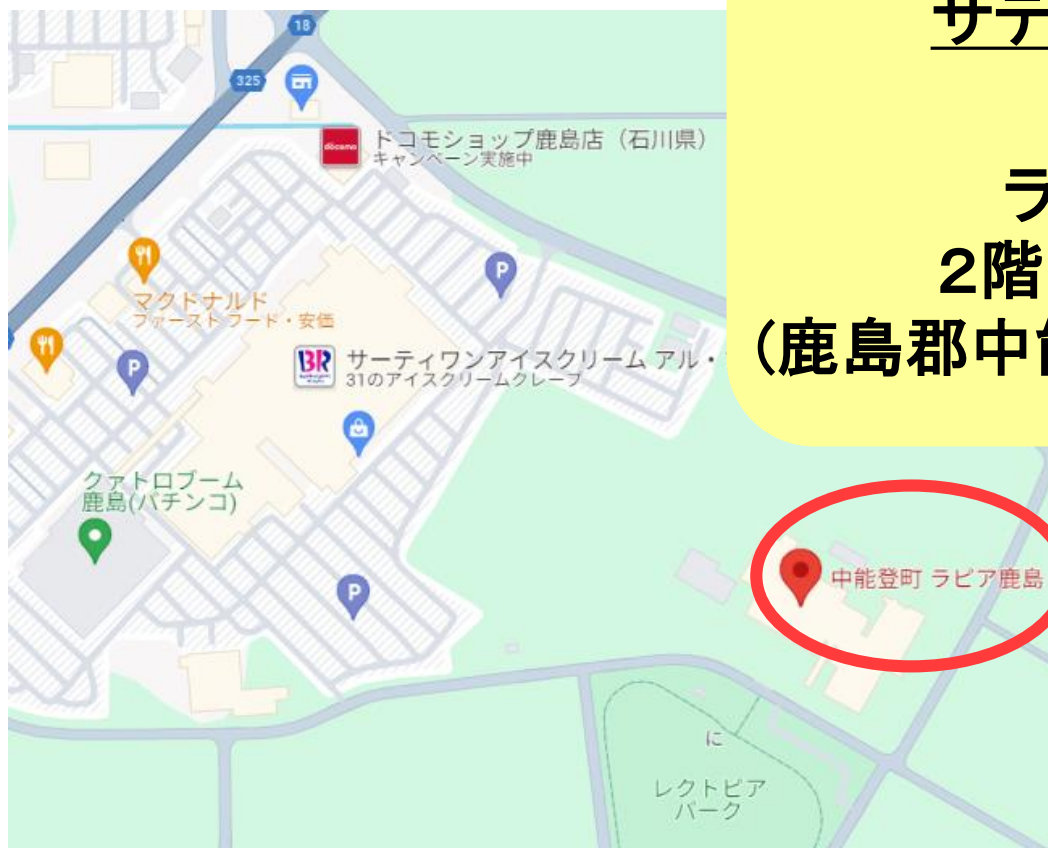 サテ
ラ
2階
(鹿島郡中能
18
325
docomo
ドコモショップ鹿島店（石川県）
キャンペーン実施中
P
マクドナルド
ファーストフード・安価
P
BR
サーティワンアイスクリーム アル・
31のアイスクリームクレープ
クァトロブーム
鹿島(パチンコ)
P
中能登町 ラピア鹿島
に
レクトピア
パーク